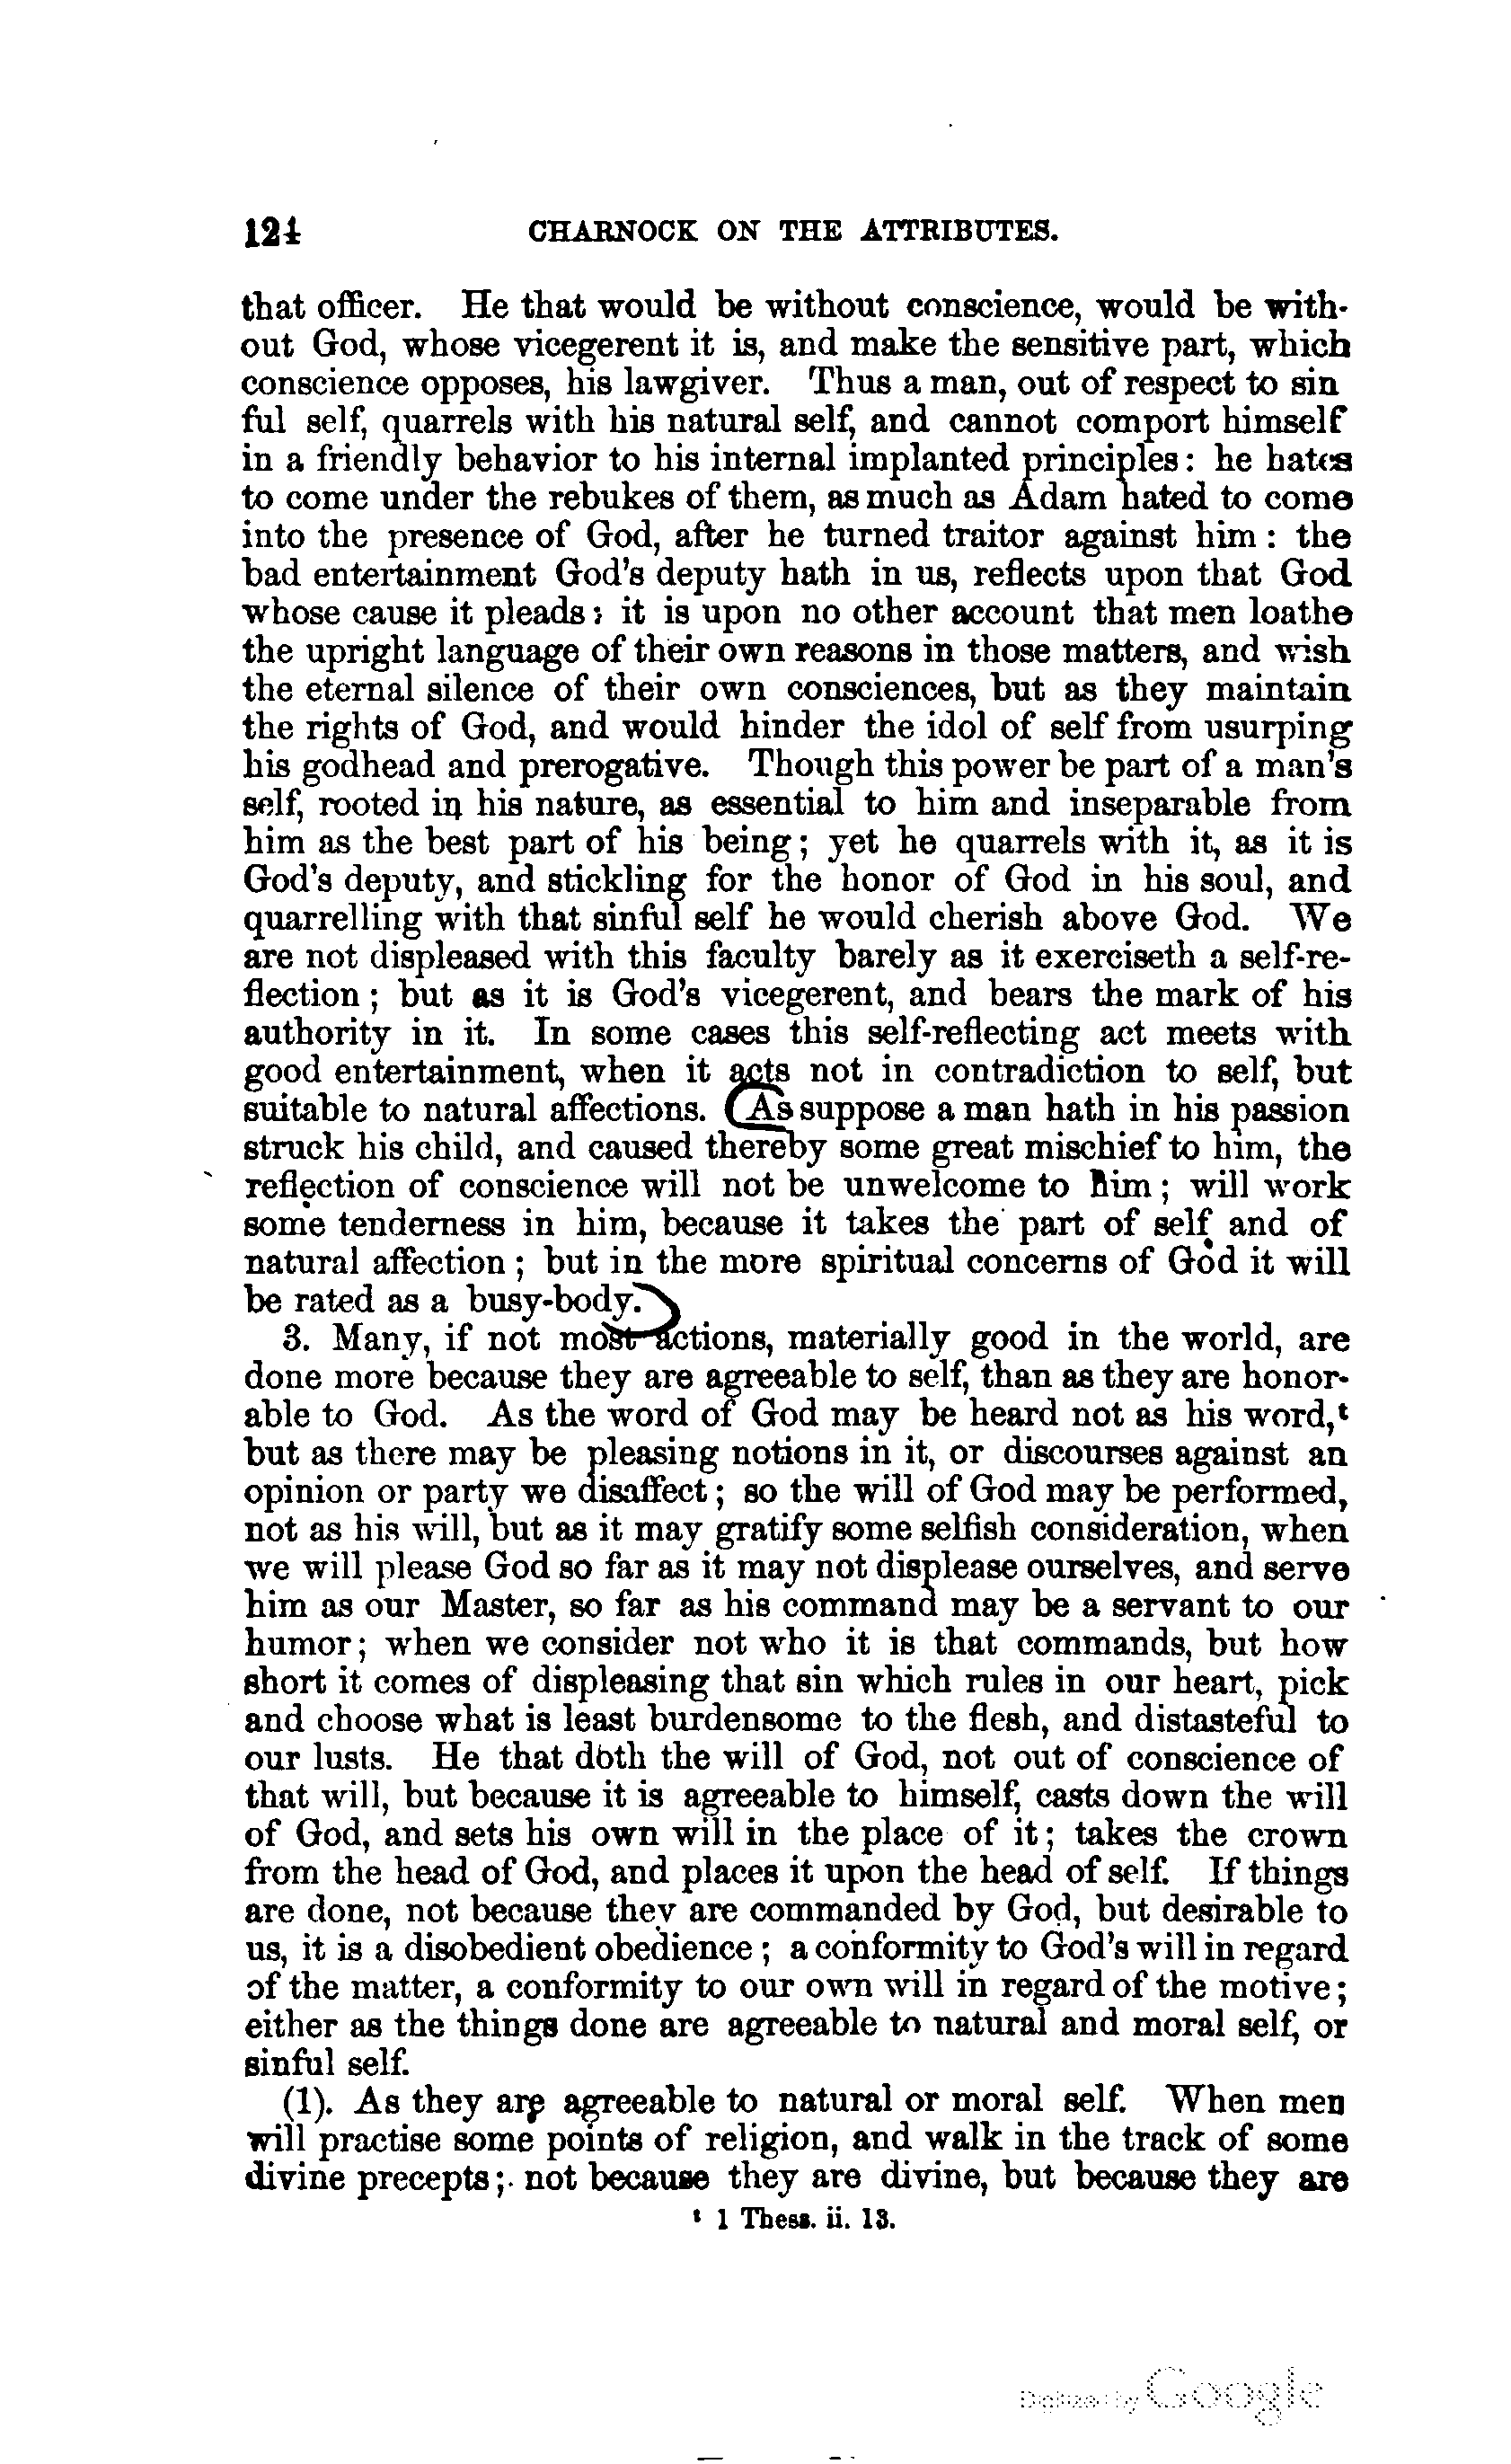 124 CHARNOCK ON THE ATTRIBUTES.
that officer. He that would be without conscience, would be with-
out God, whose vicegerent it is, and make the sensitive part, which
conscience opposes, his lawgiver. Thus a man, out of respect to sin
ful self, quarrels with his natural self, and cannot comport himself
in a friendly behavior to his internal implanted principles: he hates
to come under the rebukes of them, as much as Adam hated to come
into the presence of God, after he turned traitor against him: the
bad entertainment God's deputy hath in us, reflects upon that God
whose cause it pleads; it is upon no other account that men loathe
the upright language of their own reasons in those matters, and wish
the eternal silence of their own consciences, but as they maintain
the rights of God, and would hinder the idol of self from usurping
his godhead and prerogative. Though this power be part of a man's
self, rooted in his nature, as essential to him and inseparable from
him as the best part of his being; yet he quarrels with it, as it is
God's deputy, and stickling for the honor of God in his soul, and
quarrelling with that sinful self he would cherish above God. We
are not displeased with this faculty barely as it exerciseth a self-re-
flection; but as it is God's vicegerent, and bears the mark of his
authority in it. In some cases this self-reflecting act meets with
good entertainment, when it acts not in contradiction to self, but
suitable to natural affections. As suppose a man hath in his passion
struck his child, and caused thereby some great mischief to him, the
reflection of conscience will not be unwelcome to him; will work
some tenderness in him, because it takes the part of self and of
natural affection; but in the more spiritual concerns of God it will
be rated as a busy-body.
3. Many, if not most actions, materially good in the world, are
done more because they are agreeable to self, than as they are honor-
able to God. As the word of God may be heard not as his word,t
but as there may be pleasing notions in it, or discourses against an
opinion or party we disaffect; so the will of God may be performed,
not as his will, but as it may gratify some selfish consideration, when
we will please God so far as it may not displease ourselves, and serve
him as our Master, so far as his command may be a servant to our
humor; when we consider not who it is that commands, but how
short it comes of displeasing that sin which rules in our heart, pick
and choose what is least burdensome to the flesh, and distasteful to
our lusts. He that doth the will of God, not out of conscience of
that will, but because it is agreeable to himself, casts down the will
of God, and sets his own will in the place of it; takes the crown
from the head of God, and places it upon the head of self. If things
are done, not because they are commanded by God, but desirable to
us, it is a disobedient obedience; a conformity to God's will in regard
of the matter, a conformity to our own will in regard of the motive;
either as the things done are agreeable to natural and moral self, or
sinful self.
(1). As they are agreeable to natural or moral self. When men
will practise some points of religion, and walk in the track of some
divine precepts; not because they are divine, but because they are
t 1 Thess. ii. 13.
Digitized by Google